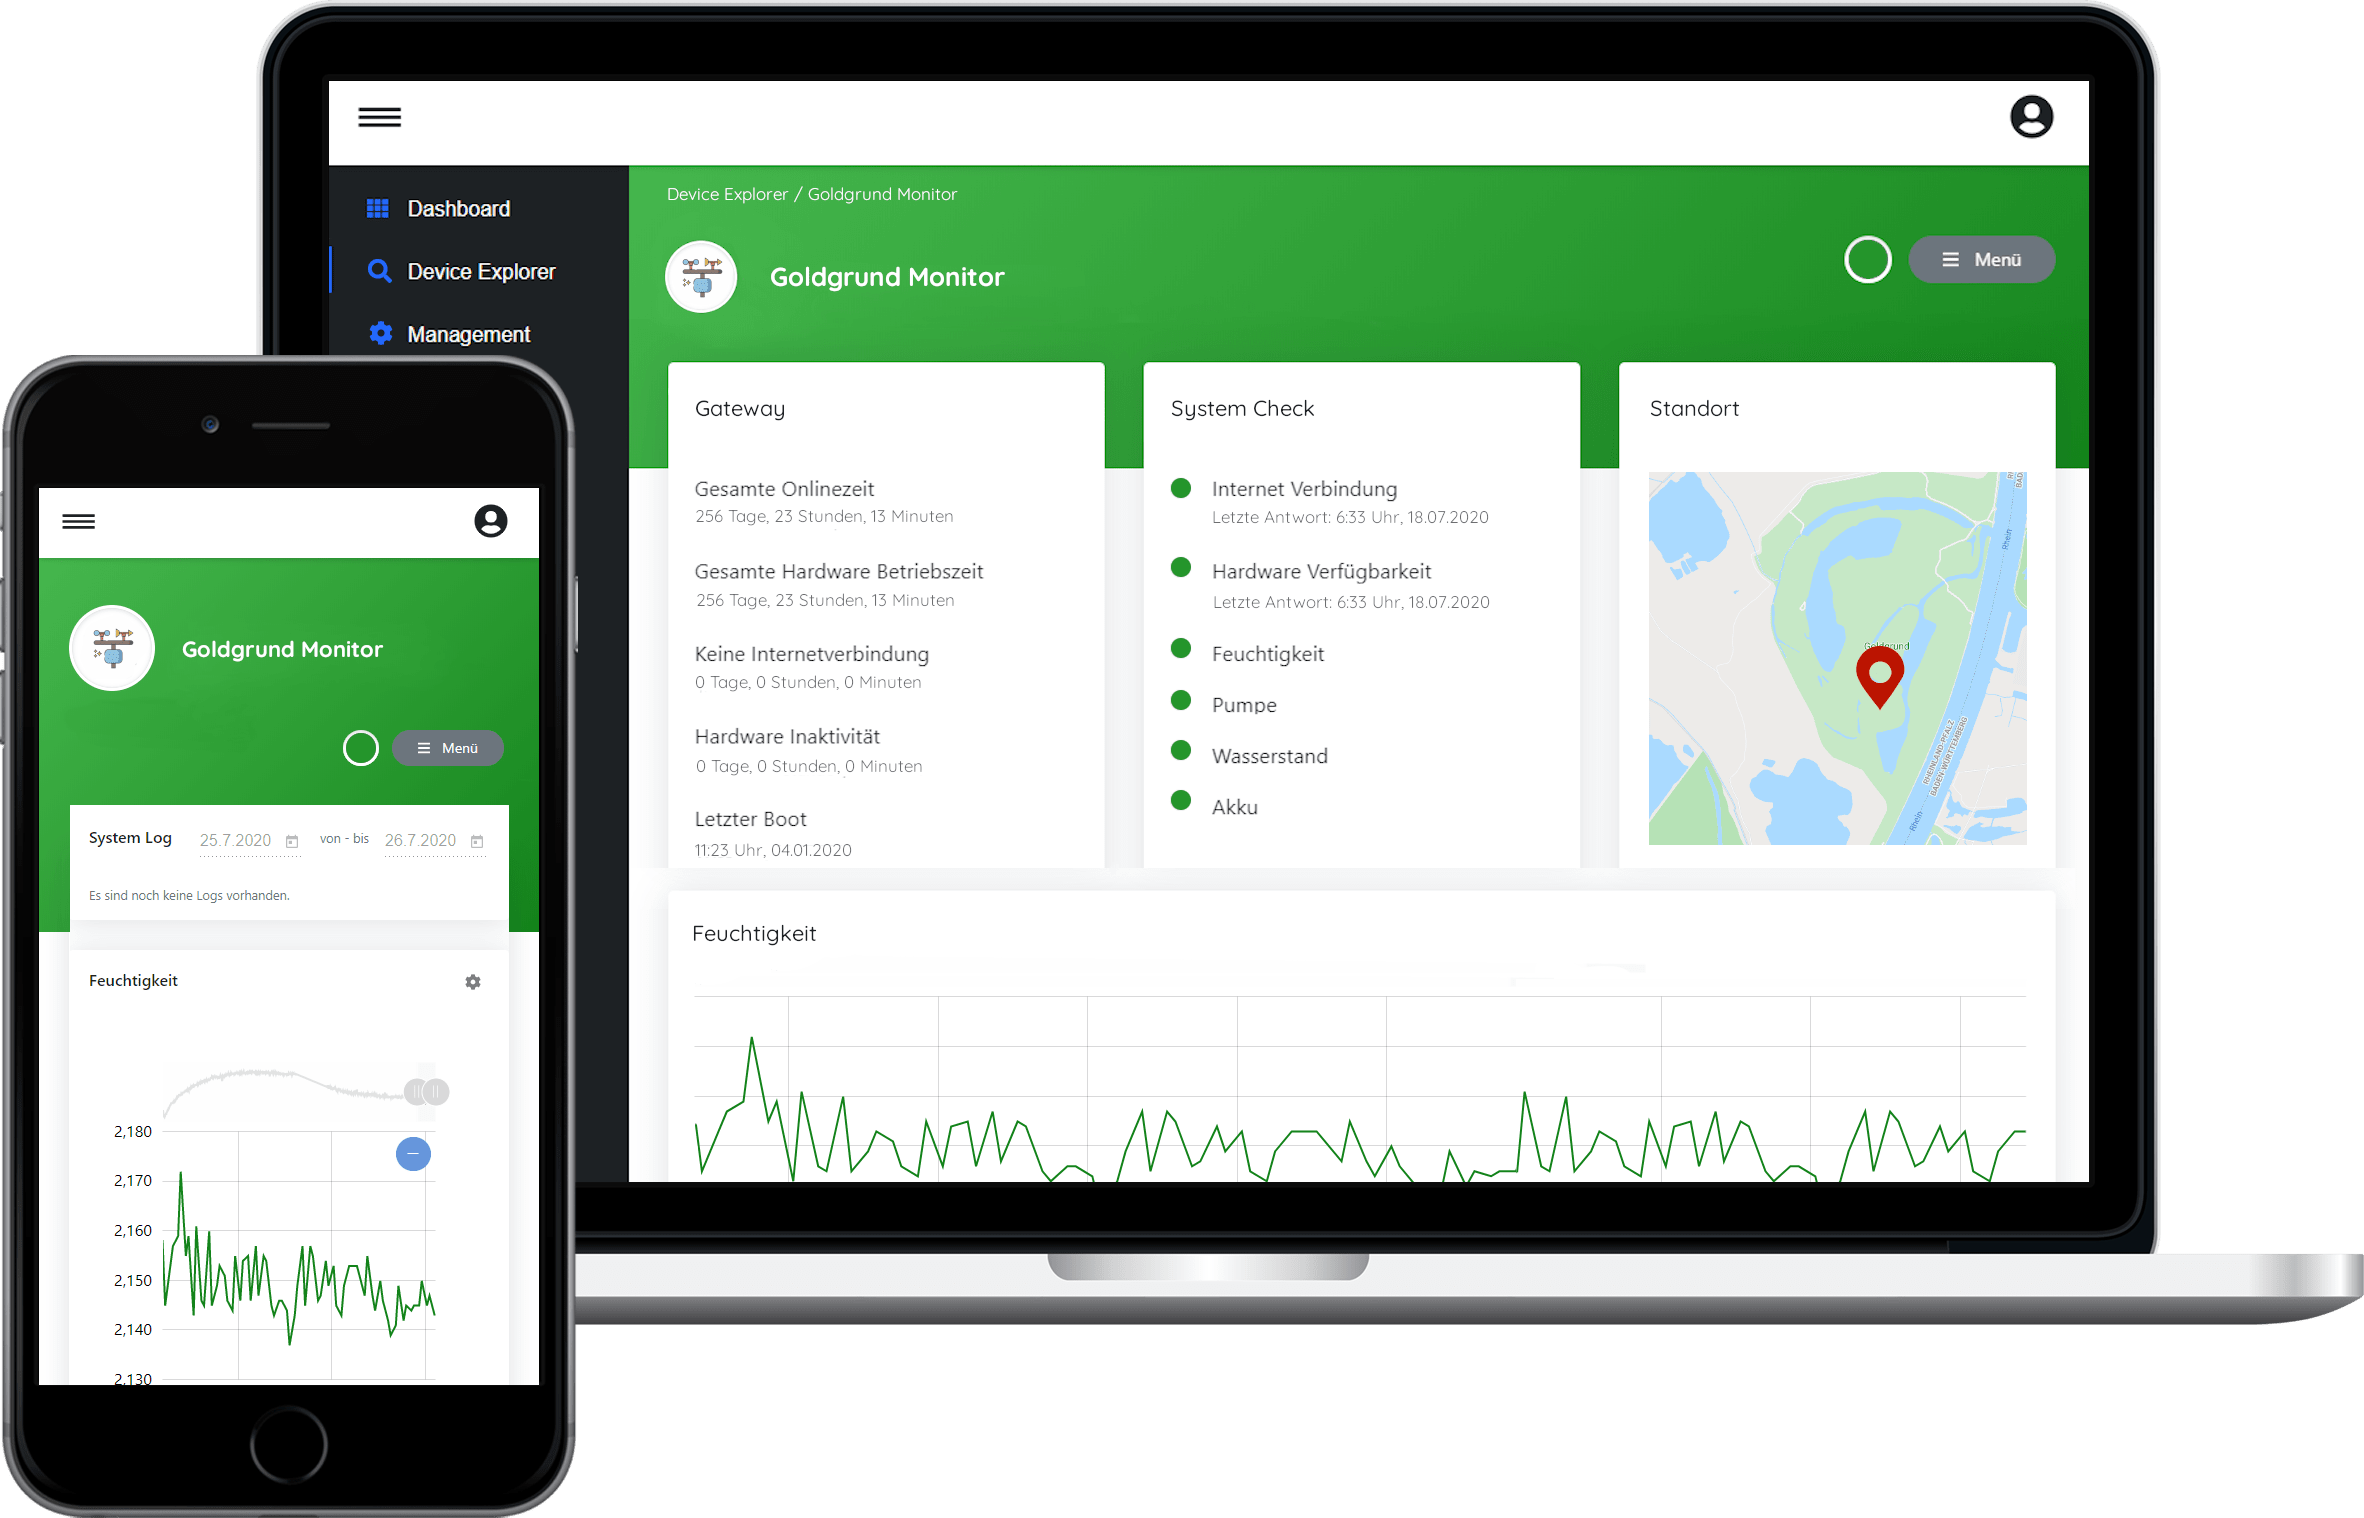 Dashboard
Device Explorer
Management
Device Explorer / Goldgrund Monitor
Goldgrund Monitor
Menü
Gateway
Gesamte Onlinezeit
256 Tage, 23 Stunden, 13 Minuten
Gesamte Hardware Betriebszeit
256 Tage, 23 Stunden, 13 Minuten
Keine Internetverbindung
0 Tage, 0 Stunden, 0 Minuten
Hardware Inaktivität
0 Tage, 0 Stunden, 0 Minuten
Letzter Boot
11:23 Uhr, 04.01.2020
System Check
Internet Verbindung
Letzte Antwort: 6:33 Uhr, 18.07.2020
Hardware Verfügbarkeit
Letzte Antwort: 6:33 Uhr, 18.07.2020
Feuchtigkeit
Pumpe
Wasserstand
Akku
Standort
Rhein
Goldgrund
RHEINLAND-PFALZ
BADEN-WÜRTTEMBERG
Rhein
Feuchtigkeit
Goldgrund Monitor
Menü
System Log 25.7.2020 von - bis 26.7.2020
Es sind noch keine Logs vorhanden.
Feuchtigkeit
2,180
2,170
2,160
2,150
2,140
2,130